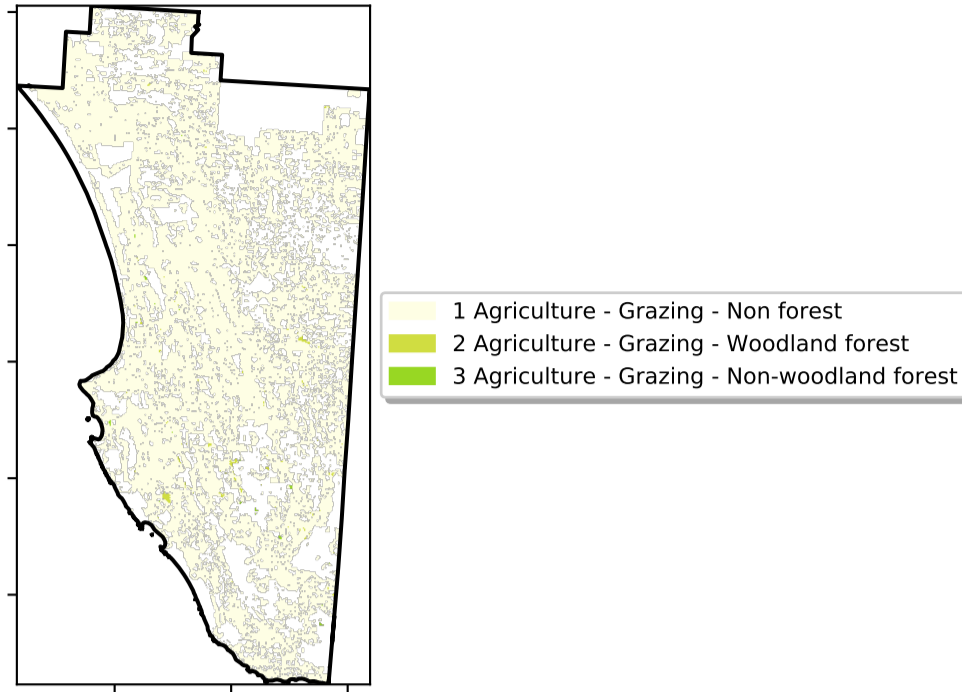 1 Agriculture - Grazing - Non forest
2 Agriculture - Grazing - Woodland forest
3 Agriculture - Grazing - Non-woodland forest